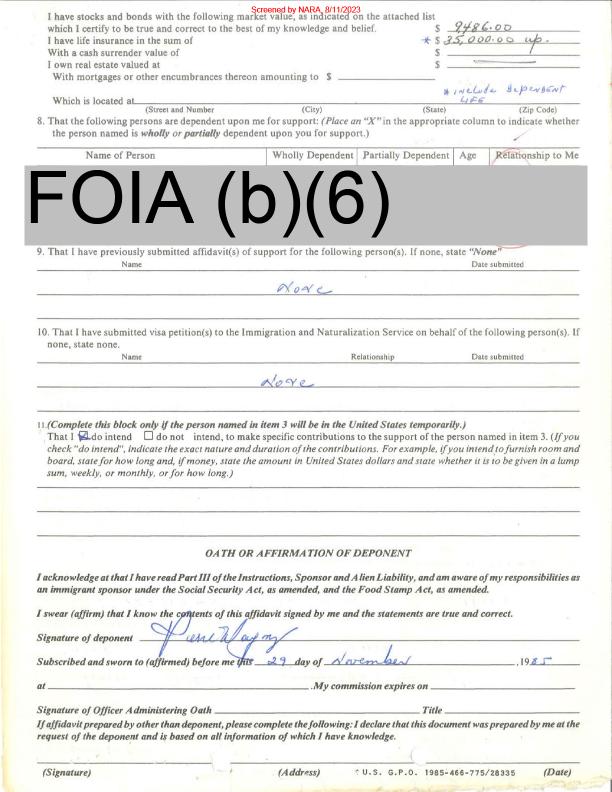 Screened by NARA, 8/11/2023
I have stocks and bonds with the following market value, as indicated on the attached list
which I certify to be true and correct to the best of my knowledge and belief. $ 9486.00
I have life insurance in the sum of * $ 35,000.00 up.
With a cash surrender value of $
I own real estate valued at $
With mortgages or other encumbrances thereon amounting to $
* include dependent
Which is located at LIFE
(Street and Number) (City) (State) (Zip Code)
8. That the following persons are dependent upon me for support: (Place an "X" in the appropriate column to indicate whether
the person named is wholly or partially dependent upon you for support.)
Name of Person Wholly Dependent Partially Dependent Age Relationship to Me
FOIA (b)(6)
9. That I have previously submitted affidavit(s) of support for the following person(s). If none, state "None"
Name Date submitted
None
10. That I have submitted visa petition(s) to the Immigration and Naturalization Service on behalf of the following person(s). If
none, state none.
Name Relationship Date submitted
None
11.(Complete this block only if the person named in item 3 will be in the United States temporarily.)
That I ☑ do intend ☐ do not intend, to make specific contributions to the support of the person named in item 3. (If you
check "do intend", indicate the exact nature and duration of the contributions. For example, if you intend to furnish room and
board, state for how long and, if money, state the amount in United States dollars and state whether it is to be given in a lump
sum, weekly, or monthly, or for how long.)
OATH OR AFFIRMATION OF DEPONENT
I acknowledge at that I have read Part III of the Instructions, Sponsor and Alien Liability, and am aware of my responsibilities as
an immigrant sponsor under the Social Security Act, as amended, and the Food Stamp Act, as amended.
I swear (affirm) that I know the contents of this affidavit signed by me and the statements are true and correct.
Signature of deponent Pierre
Subscribed and sworn to (affirmed) before me this 29 day of November ,1985
at .My commission expires on
Signature of Officer Administering Oath Title
If affidavit prepared by other than deponent, please complete the following: I declare that this document was prepared by me at the
request of the deponent and is based on all information of which I have knowledge.
(Signature) (Address) U.S. G.P.O. 1985-466-775/28335 (Date)